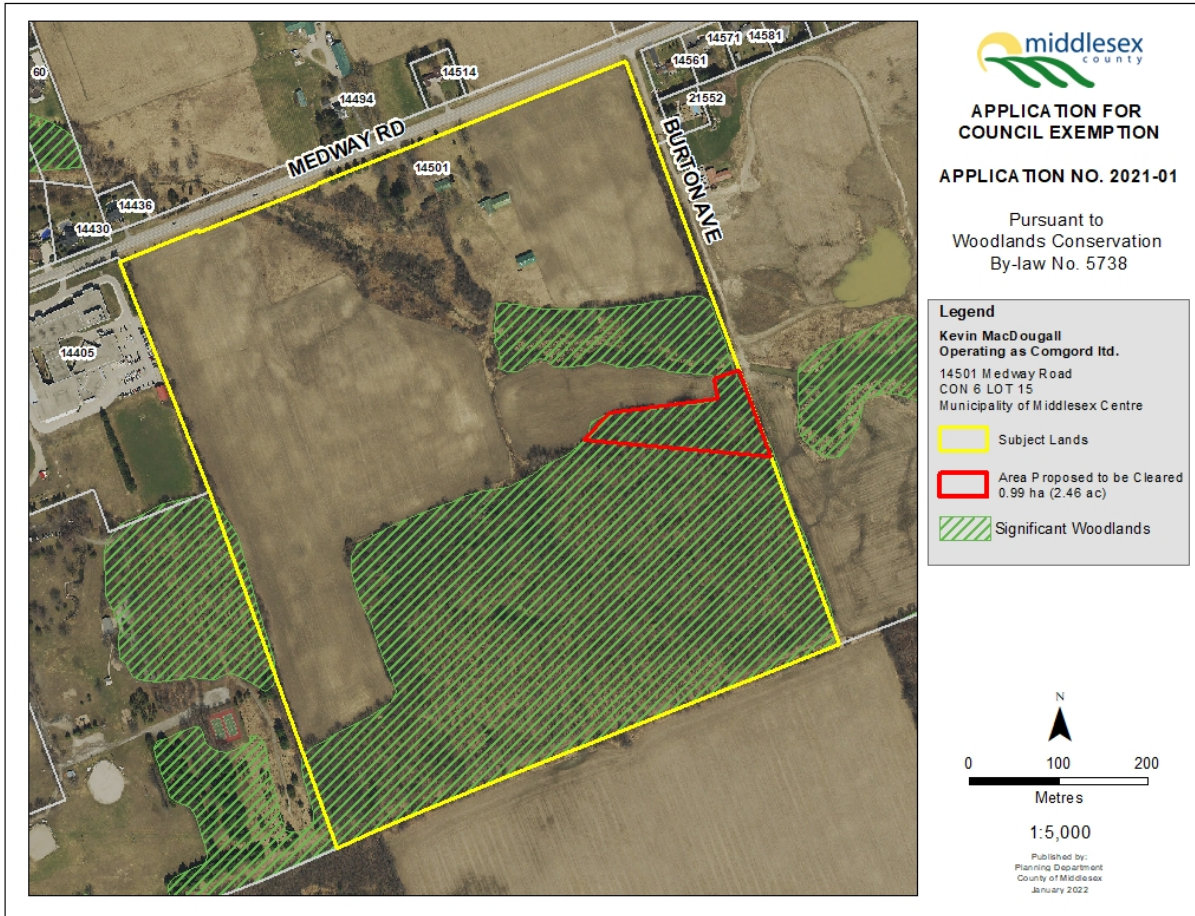 60
14571
14581
14561
14514
14494
21552
MEDWAY RD
BURTON AVE
14501
14436
14430
14405
middlesex
county
APPLICATION FOR
COUNCIL EXEMPTION
APPLICATION NO. 2021-01
Pursuant to
Woodlands Conservation
By-law No. 5738
Legend
Kevin MacDougall
Operating as Comgord ltd.
14501 Medway Road
CON 6 LOT 15
Municipality of Middlesex Centre
Subject Lands
Area Proposed to be Cleared
0.99 ha (2.46 ac)
Significant Woodlands
N
0 100 200
Metres
1:5,000
Published by:
Planning Department
County of Middlesex
January 2022